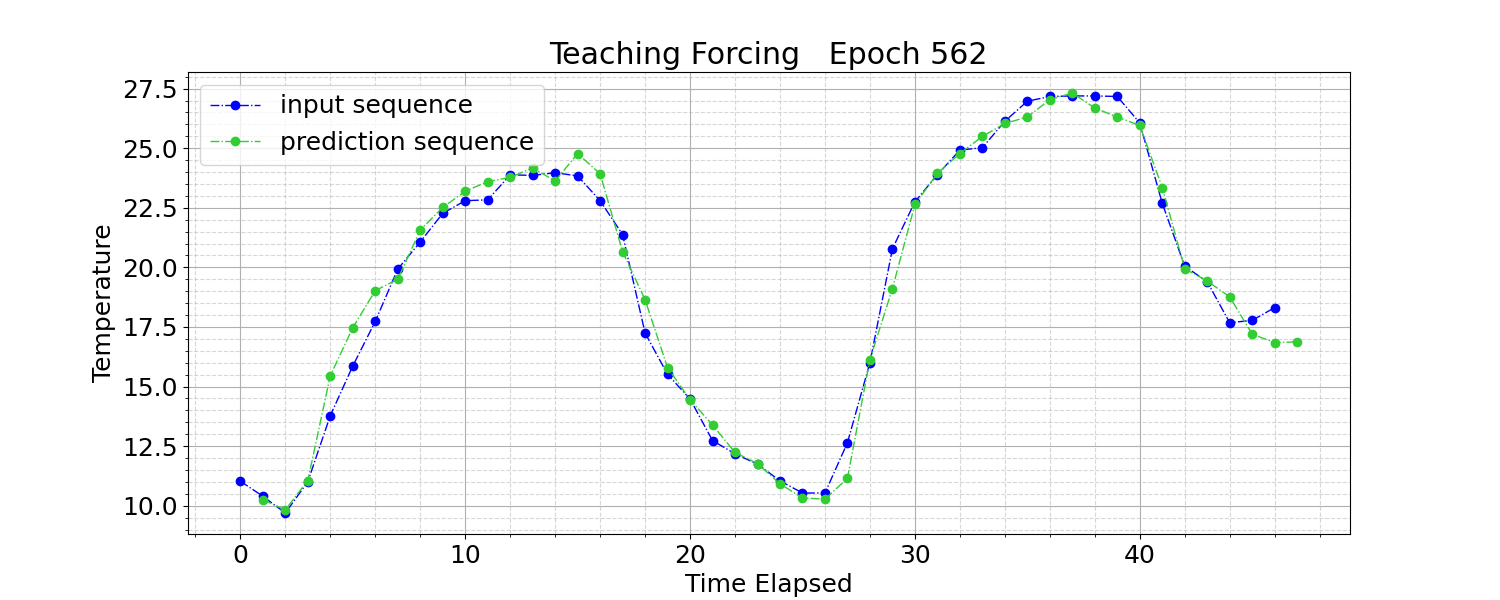 Teaching Forcing   Epoch 562
input sequence
prediction sequence
27.5
25.0
22.5
20.0
17.5
15.0
12.5
10.0
Temperature
0 10 20 30 40
Time Elapsed